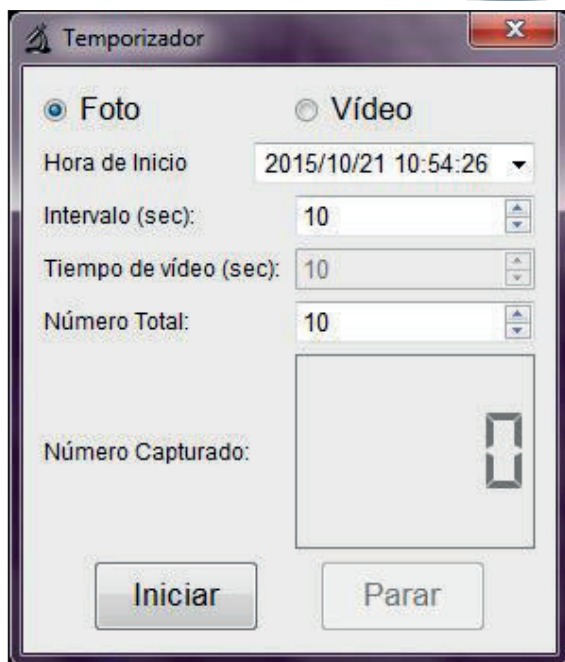 Temporizador
Foto Vídeo
Hora de Inicio 2015/10/21 10:54:26
Intervalo (sec): 10
Tiempo de vídeo (sec): 10
Número Total: 10
Número Capturado: 0
Iniciar Parar